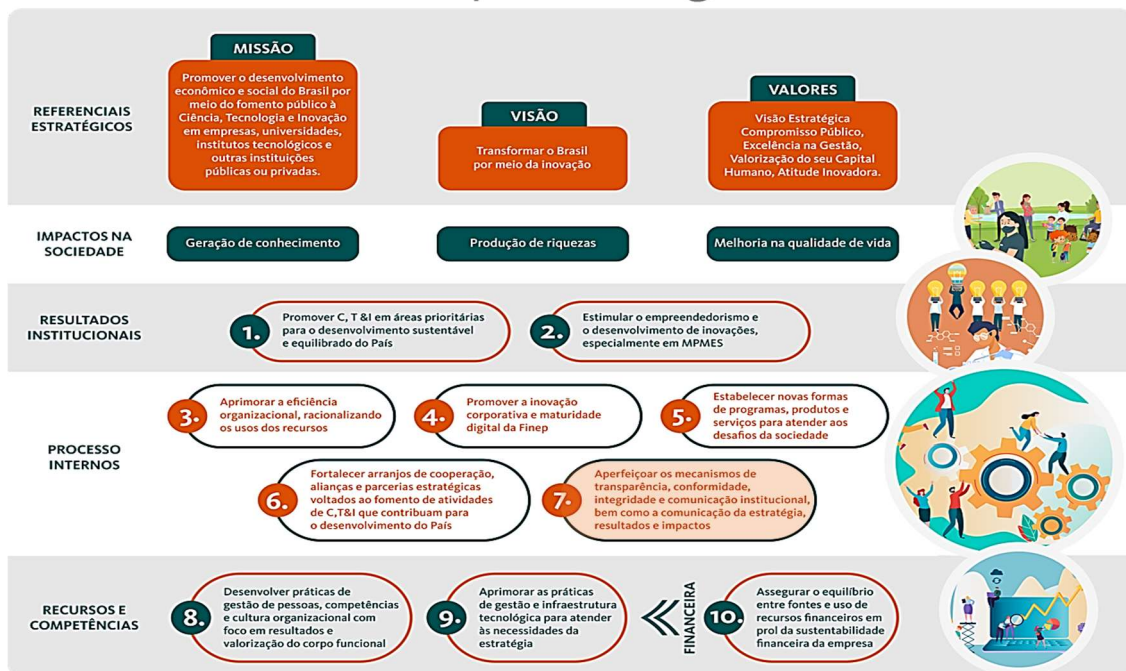 MISSÃO
Promover o desenvolvimento
econômico e social do Brasil por
meio do fomento público à
Ciência, Tecnologia e Inovação
em empresas, universidades,
institutos tecnológicos e
outras instituições
públicas ou privadas.
REFERENCIAIS
ESTRATÉGICOS
VISÃO
Transformar o Brasil
por meio da inovação
VALORES
Visão Estratégica
Compromisso Público,
Excelência na Gestão,
Valorização do seu Capital
Humano, Atitude Inovadora.
IMPACTOS NA
SOCIEDADE
Geração de conhecimento
Produção de riquezas
Melhoria na qualidade de vida
RESULTADOS
INSTITUCIONAIS
1.
Promover C, T &I em áreas prioritárias
para o desenvolvimento sustentável
e equilibrado do País
2.
Estimular o empreendedorismo e
o desenvolvimento de inovações,
especialmente em MPMES
PROCESSO
INTERNOS
3.
Aprimorar a eficiência
organizacional, racionalizando
os usos dos recursos
4.
Promover a inovação
corporativa e maturidade
digital da Finep
5.
Estabelecer novas formas
de programas, produtos e
serviços para atender aos
desafios da sociedade
6.
Fortalecer arranjos de cooperação,
alianças e parcerias estratégicas
voltados ao fomento de atividades
de C,T&I que contribuam para
o desenvolvimento do País
7.
Aperfeiçoar os mecanismos de
transparência, conformidade,
integridade e comunicação institucional,
bem como a comunicação da estratégia,
resultados e impactos
RECURSOS E
COMPETÊNCIAS
8.
Desenvolver práticas de
gestão de pessoas, competências
e cultura organizacional com
foco em resultados e
valorização do corpo funcional
9.
Aprimorar as práticas
de gestão e infraestrutura
tecnológica para atender
às necessidades da
estratégia
FINANCEIRA
10.
Assegurar o equilíbrio
entre fontes e uso de
recursos financeiros em
prol da sustentabilidade
financeira da empresa